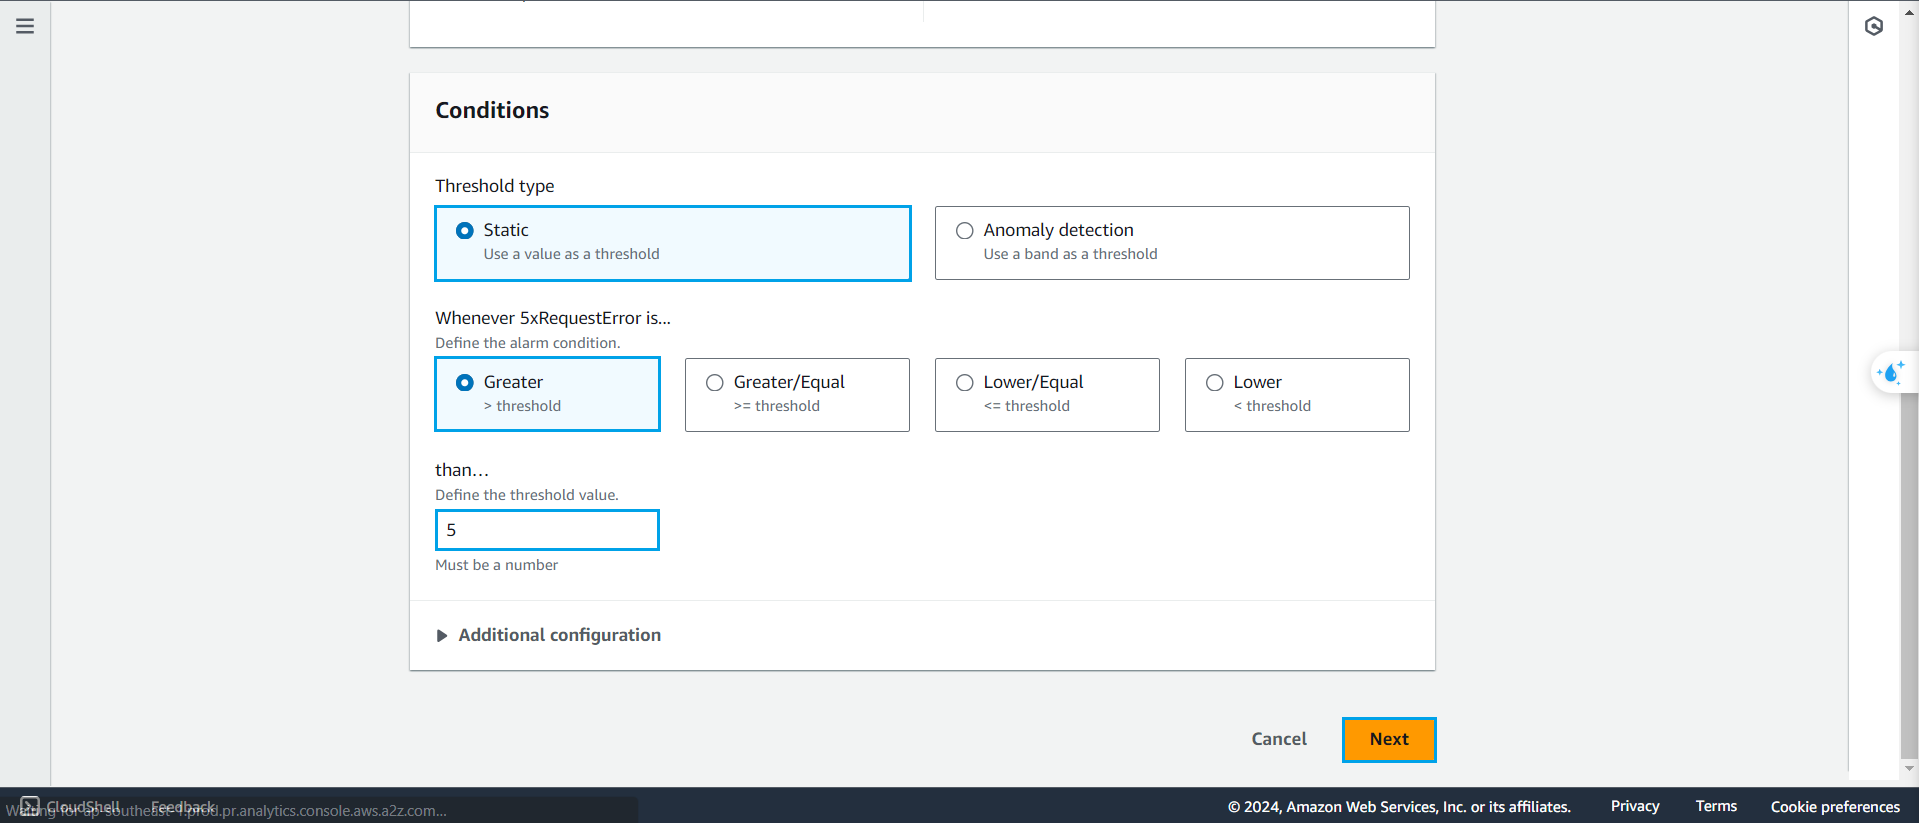 Conditions
Threshold type
Static
Use a value as a threshold
Anomaly detection
Use a band as a threshold
Whenever 5xRequestError is...
Define the alarm condition.
Greater
> threshold
Greater/Equal
>= threshold
Lower/Equal
<= threshold
Lower
< threshold
than…
Define the threshold value.
5
Must be a number
Additional configuration
Cancel
Next
CloudShell
Feedback
Waiting for ap-southeast-1.prod.pr.analytics.console.aws.a2z.com...
© 2024, Amazon Web Services, Inc. or its affiliates.
Privacy
Terms
Cookie preferences